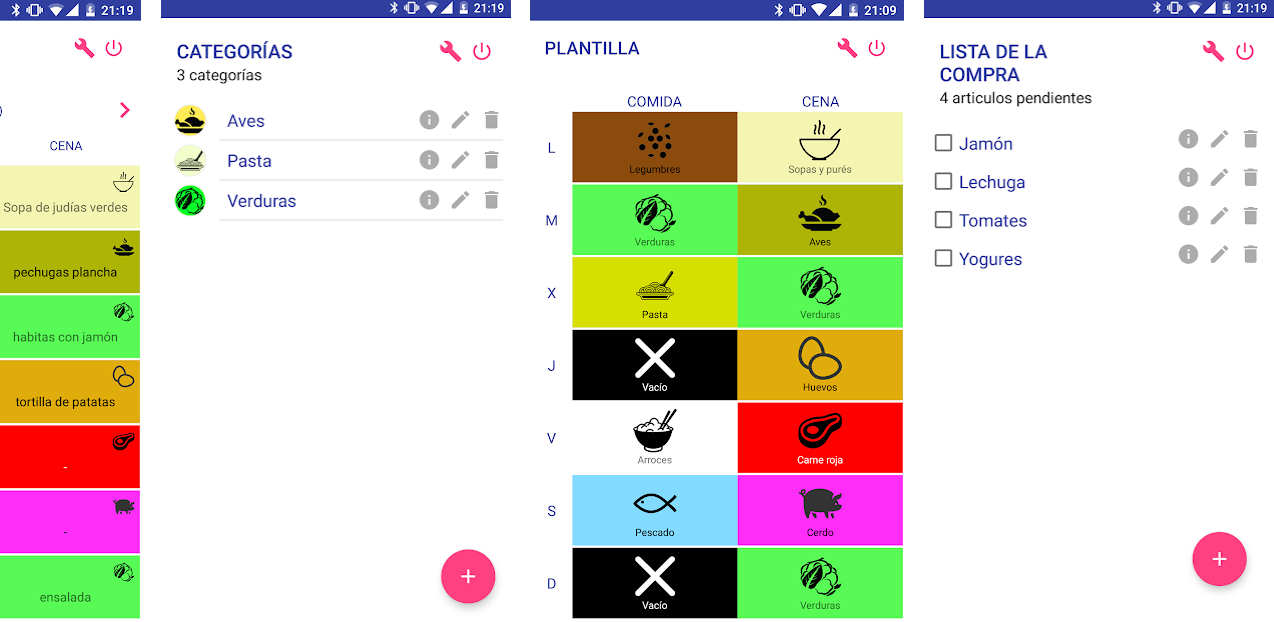 21:19
)
CENA
Sopa de judías verdes
pechugas plancha
habitas con jamón
tortilla de patatas
-
-
ensalada
21:19
CATEGORÍAS
3 categorías
Aves
Pasta
Verduras
+
21:09
PLANTILLA
COMIDA CENA
L Legumbres Sopas y purés
M Verduras Aves
X Pasta Verduras
J Vacío Huevos
V Arroces Carne roja
S Pescado Cerdo
D Vacío Verduras
21:19
LISTA DE LA
COMPRA
4 articulos pendientes
Jamón
Lechuga
Tomates
Yogures
+